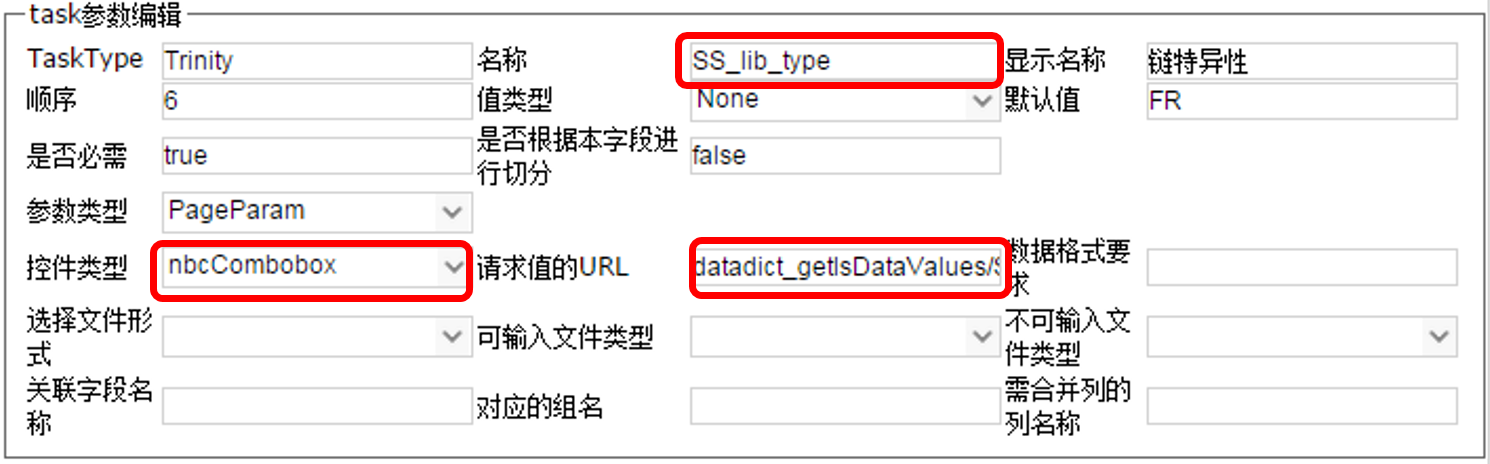 task参数编辑
TaskType Trinity 名称 SS_lib_type 显示名称 链特异性
顺序 6 值类型 None 默认值 FR
是否必需 true 是否根据本字段进
行切分 false
参数类型 PageParam
控件类型 nbcCombobox 请求值的URL datadict_getIsDataValues/S 数据格式要
求
选择文件形
式 可输入文件类型 不可输入文
件类型
关联字段名
称 对应的组名 需合并列的
列名称